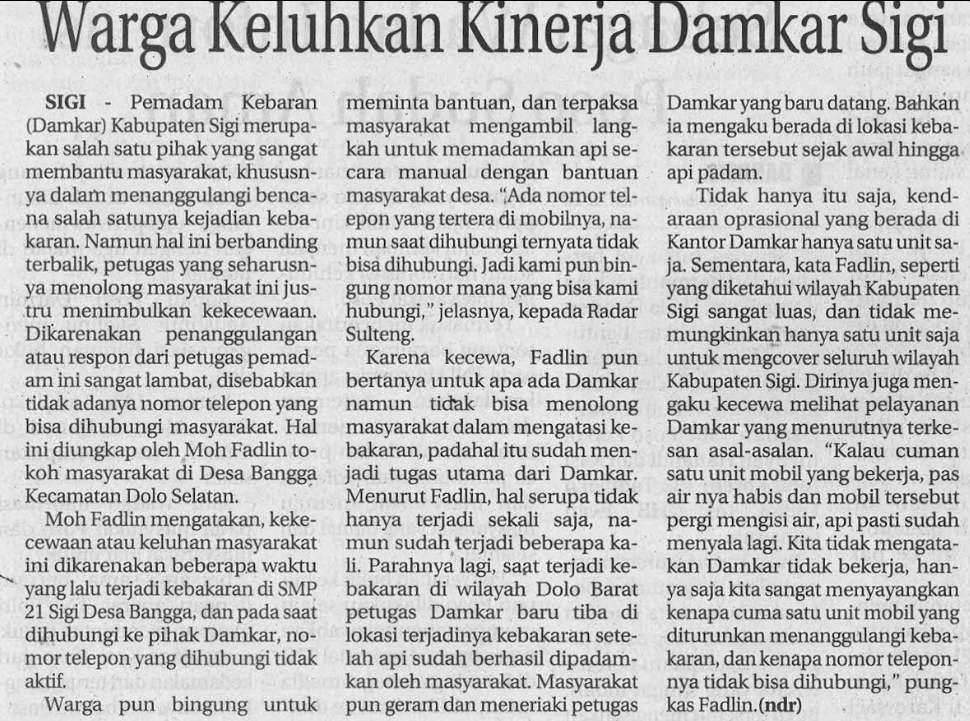 Warga Keluhkan Kinerja Damkar Sigi
SIGI - Pemadam Kebaran
(Damkar) Kabupaten Sigi merupa-
kan salah satu pihak yang sangat
membantu masyarakat, khususn-
ya dalam menanggulangi benca-
na salah satunya kejadian keba-
karan. Namun hal ini berbanding
terbalik, petugas yang seharusn-
ya menolong masyarakat ini jus-
tru menimbulkan kekecewaan.
Dikarenakan penanggulangan
atau respon dari petugas pemad-
am ini sangat lambat, disebabkan
tidak adanya nomor telepon yang
bisa dihubungi masyarakat. Hal
ini diungkap oleh Moh Fadlin to-
koh masyarakat di Desa Bangga
Kecamatan Dolo Selatan.
Moh Fadlin mengatakan, keke-
cewaan atau keluhan masyarakat
ini dikarenakan beberapa waktu
yang lalu terjadi kebakaran di SMP
21 Sigi Desa Bangga, dan pada saat
dihubungi ke pihak Damkar, no-
mor telepon yang dihubungi tidak
aktif.
Warga pun bingung untuk
meminta bantuan, dan terpaksa
masyarakat mengambil lang-
kah untuk memadamkan api se-
cara manual dengan bantuan
masyarakat desa. “Ada nomor tel-
epon yang tertera di mobilnya, na-
mun saat dihubungi ternyata tidak
bisa dihubungi. Jadi kami pun bin-
gung nomor mana yang bisa kami
hubungi,” jelasnya, kepada Radar
Sulteng.
Karena kecewa, Fadlin pun
bertanya untuk apa ada Damkar
namun tidak bisa menolong
masyarakat dalam mengatasi ke-
bakaran, padahal itu sudah men-
jadi tugas utama dari Damkar.
Menurut Fadlin, hal serupa tidak
hanya terjadi sekali saja, na-
mun sudah terjadi beberapa ka-
li. Parahnya lagi, saat terjadi ke-
bakaran di wilayah Dolo Barat
petugas Damkar baru tiba di
lokasi terjadinya kebakaran sete-
lah api sudah berhasil dipadam
kan oleh masyarakat. Masyarakat
pun geram dan meneriaki petugas
Damkar yang baru datang. Bahkan
ia mengaku berada di lokasi keba-
karan tersebut sejak awal hingga
api padam.
Tidak hanya itu saja, kend-
araan oprasional yang berada di
Kantor Damkar hanya satu unit sa-
ja. Sementara, kata Fadlin, seperti
yang diketahui wilayah Kabupaten
Sigi sangat luas, dan tidak me-
mungkinkan hanya satu unit saja
untuk mengcover seluruh wilayah
Kabupaten Sigi. Dirinya juga men-
gaku kecewa melihat pelayanan
Damkar yang menurutnya terke-
san asal-asalan. “Kalau cuman
satu unit mobil yang bekerja, pas
air nya habis dan mobil tersebut
pergi mengisi air, api pasti sudah
menyala lagi. Kita tidak mengata-
kan Damkar tidak bekerja, han-
ya saja kita sangat menyayangkan
kenapa cuma satu unit mobil yang
diturunkan menanggulangi keba-
karan, dan kenapa nomor telepon-
nya tidak bisa dihubungi,” pung-
kas Fadlin.(ndr)